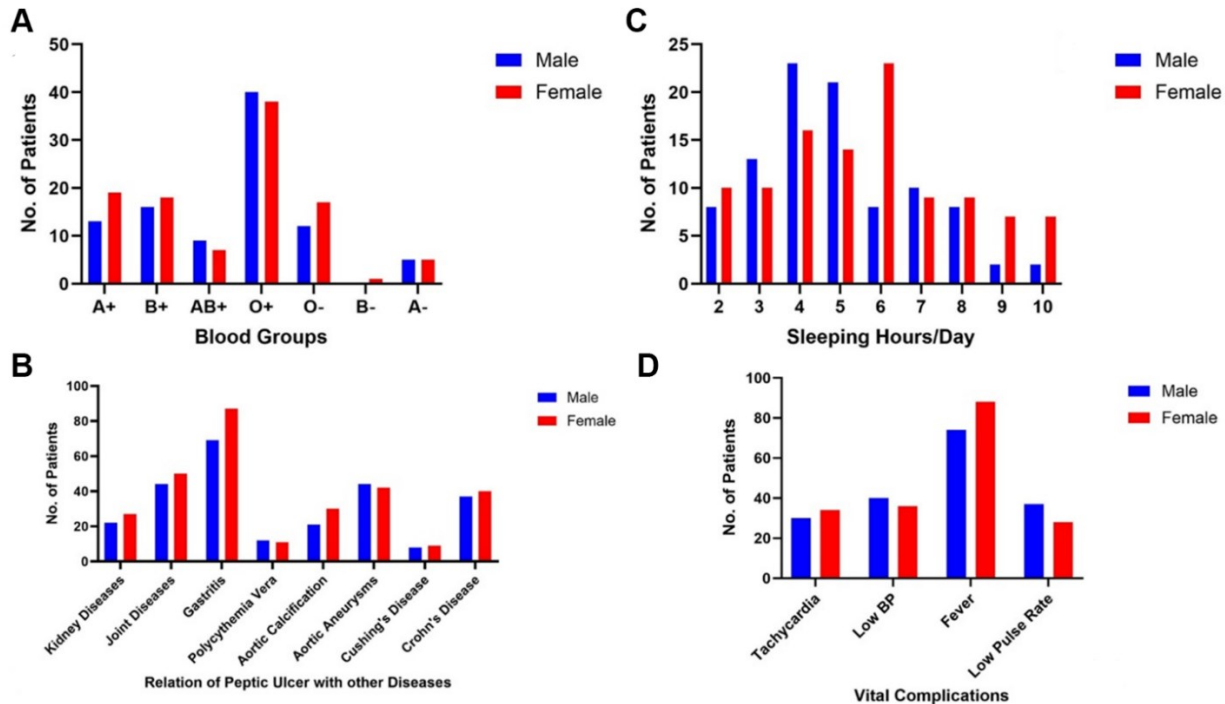 A
50
40
30
20
10
0
No. of Patients
Male
Female
A+ B+ AB+ O+ O- B- A-
Blood Groups
C
25
20
15
10
5
0
No. of Patients
Male
Female
2 3 4 5 6 7 8 9 10
Sleeping Hours/Day
B
100
80
60
40
20
0
No. of Patients
Male
Female
Kidney Diseases
Joint Diseases
Gastritis
Polycythemia Vera
Aortic Calcification
Aortic Aneurysms
Cushing's Disease
Crohn's Disease
Relation of Peptic Ulcer with other Diseases
D
100
80
60
40
20
0
No. of Patients
Male
Female
Tachycardia
Low BP
Fever
Low Pulse Rate
Vital Complications